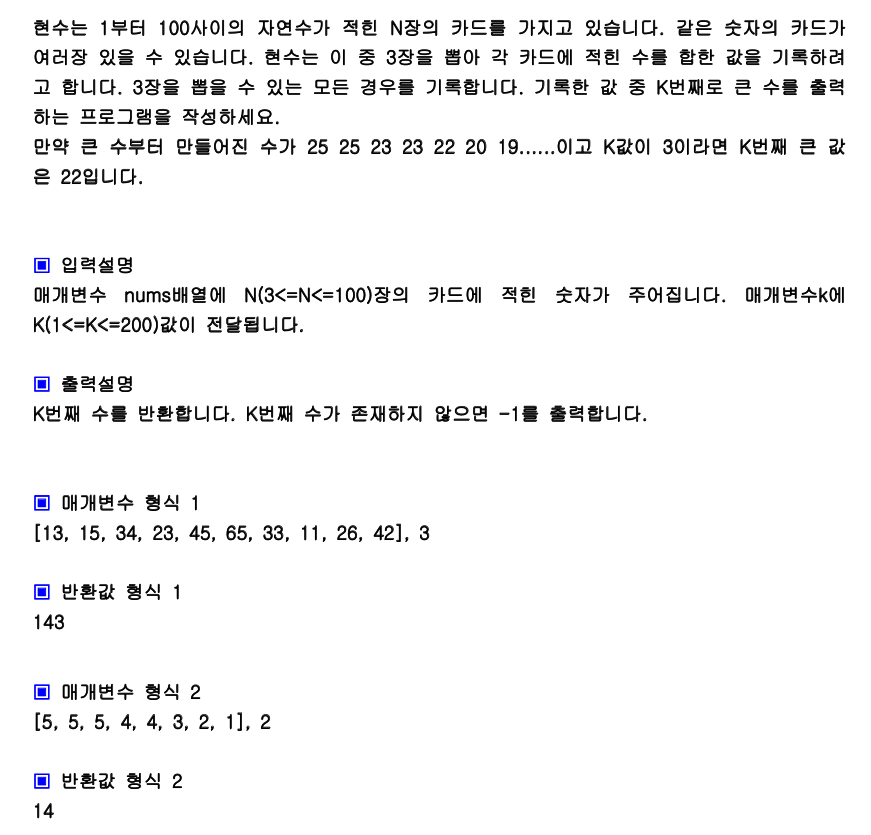 현수는 1부터 100사이의 자연수가 적힌 N장의 카드를 가지고 있습니다. 같은 숫자의 카드가
여러장 있을 수 있습니다. 현수는 이 중 3장을 뽑아 각 카드에 적힌 수를 합한 값을 기록하려
고 합니다. 3장을 뽑을 수 있는 모든 경우를 기록합니다. 기록한 값 중 K번째로 큰 수를 출력
하는 프로그램을 작성하세요.
만약 큰 수부터 만들어진 수가 25 25 23 23 22 20 19......이고 K값이 3이라면 K번째 큰 값
은 22입니다.
▣ 입력설명
매개변수 nums배열에 N(3<=N<=100)장의 카드에 적힌 숫자가 주어집니다. 매개변수k에
K(1<=K<=200)값이 전달됩니다.
▣ 출력설명
K번째 수를 반환합니다. K번째 수가 존재하지 않으면 -1를 출력합니다.
▣ 매개변수 형식 1
[13, 15, 34, 23, 45, 65, 33, 11, 26, 42], 3
▣ 반환값 형식 1
143
▣ 매개변수 형식 2
[5, 5, 5, 4, 4, 3, 2, 1], 2
▣ 반환값 형식 2
14